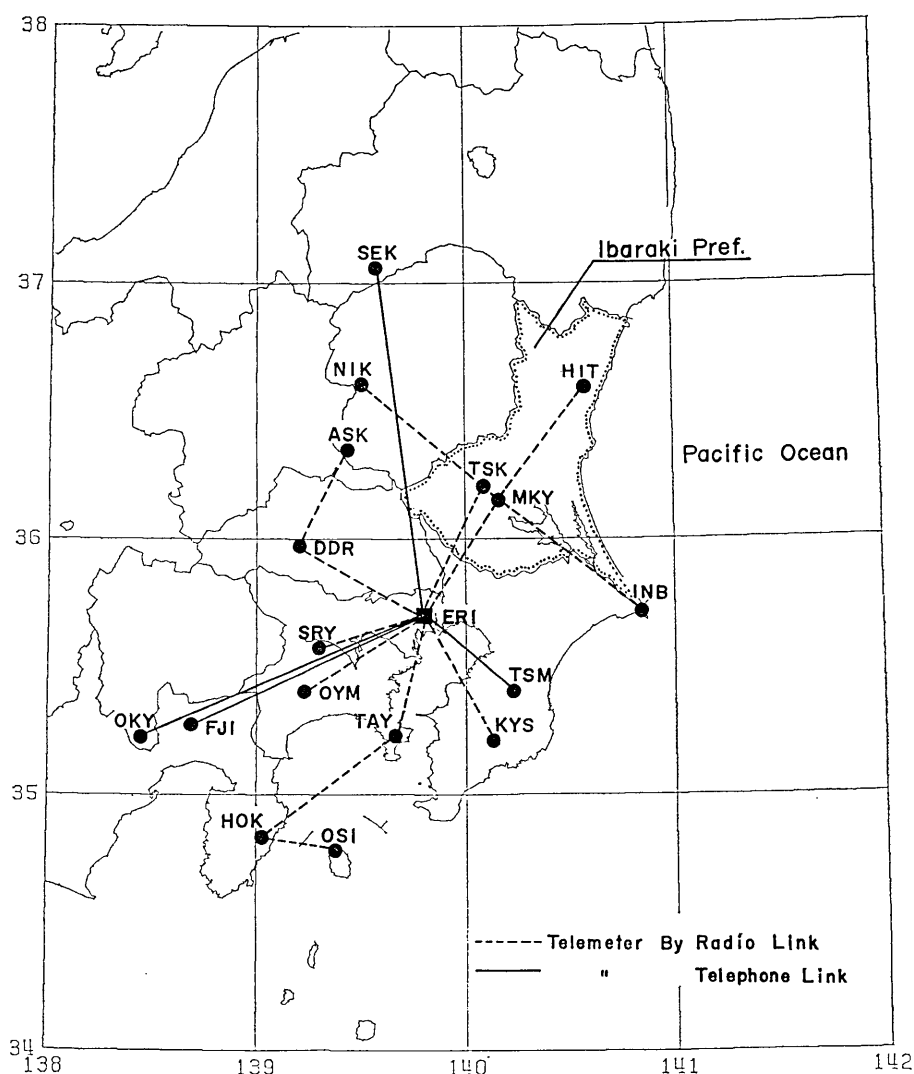 38
SEK
Ibaraki Pref.
37
NIK
HIT
ASK
TSK
Pacific Ocean
MKY
36
DDR
INB
ERI
SRY
TSM
OYM
OKY
FJI
TAY
KYS
35
HOK
OSI
Telemeter By Radio Link
" Telephone Link
34
138
139
140
141
142